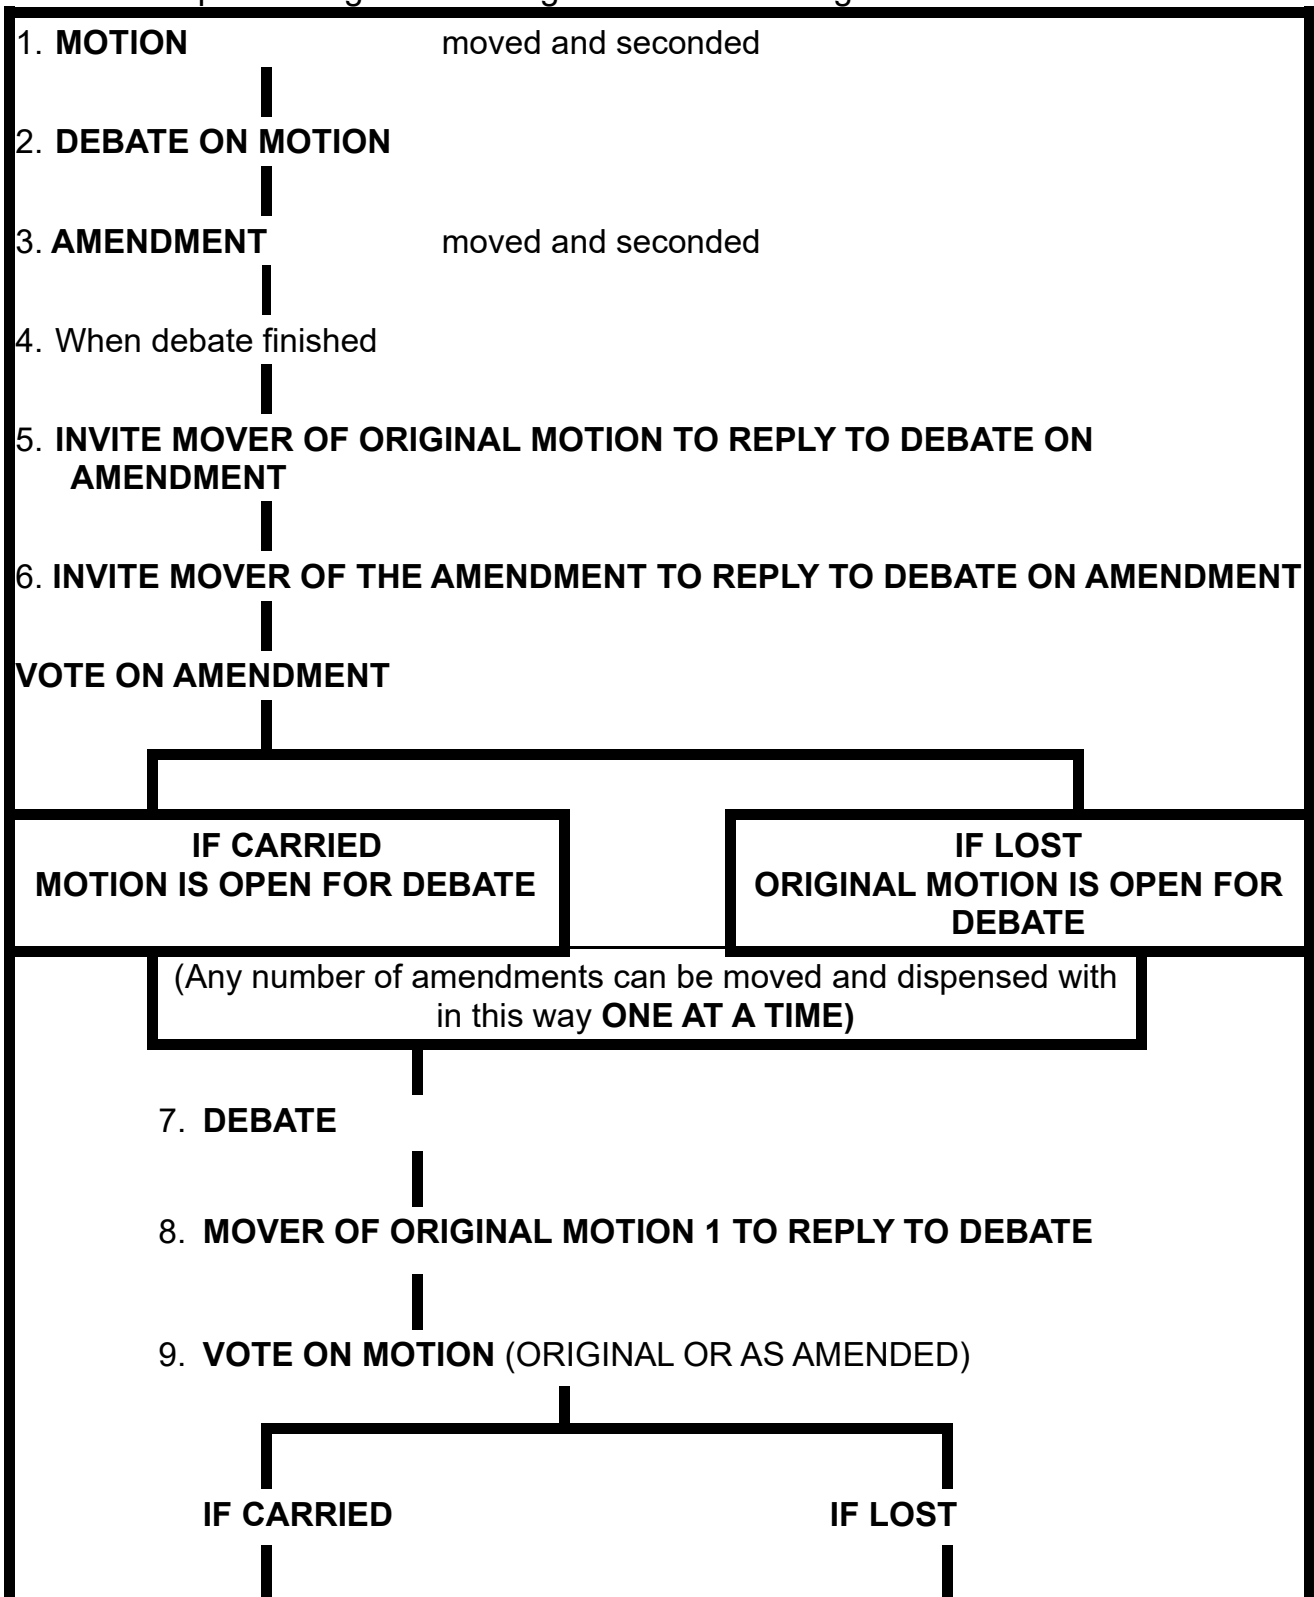 1. MOTION moved and seconded
2. DEBATE ON MOTION
3. AMENDMENT moved and seconded
4. When debate finished
5. INVITE MOVER OF ORIGINAL MOTION TO REPLY TO DEBATE ON
AMENDMENT
6. INVITE MOVER OF THE AMENDMENT TO REPLY TO DEBATE ON AMENDMENT
VOTE ON AMENDMENT
IF CARRIED
MOTION IS OPEN FOR DEBATE
IF LOST
ORIGINAL MOTION IS OPEN FOR
DEBATE
(Any number of amendments can be moved and dispensed with
in this way ONE AT A TIME)
7. DEBATE
8. MOVER OF ORIGINAL MOTION 1 TO REPLY TO DEBATE
9. VOTE ON MOTION (ORIGINAL OR AS AMENDED)
IF CARRIED
IF LOST